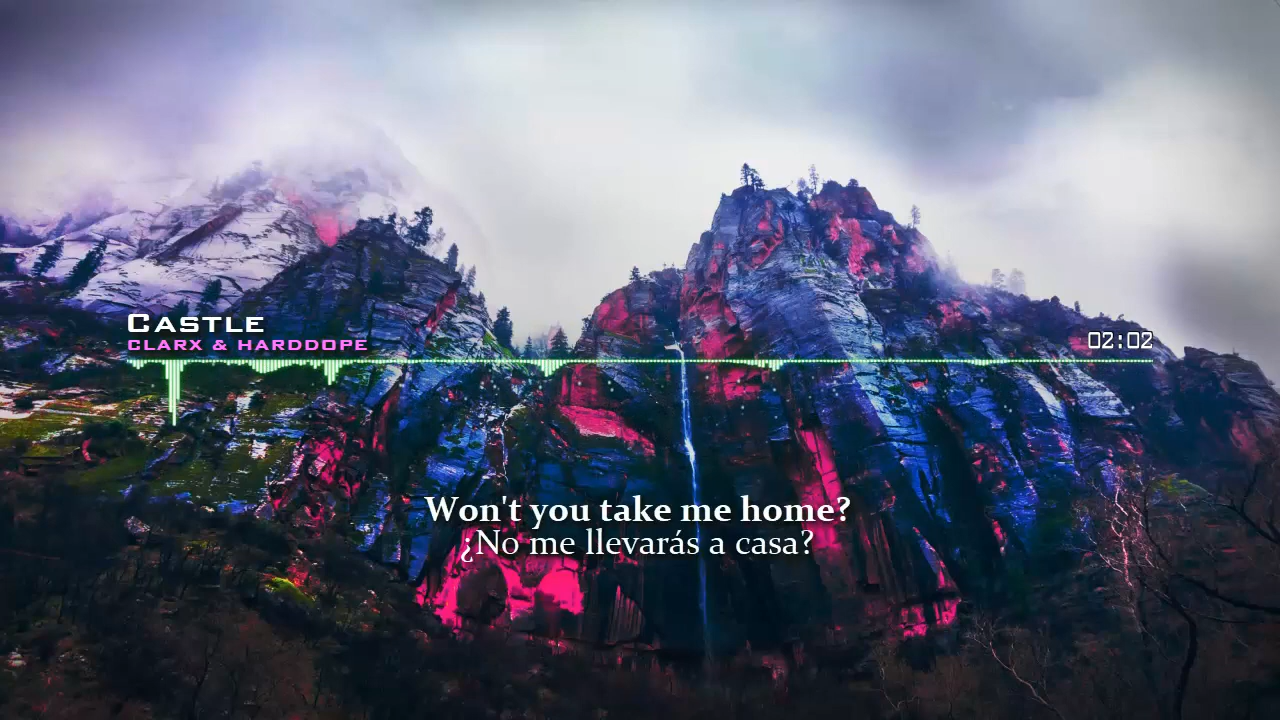 Castle
CLARX & HARDDOPE
02:02
Won't you take me home?
¿No me llevarás a casa?